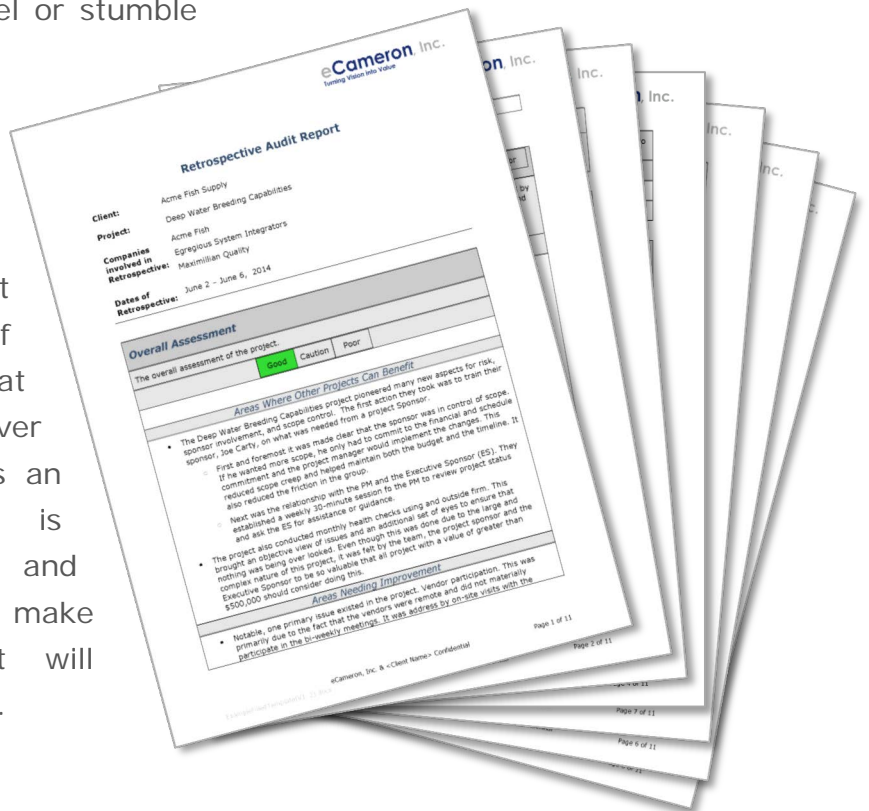 el or stumble
t
f
at
ver
s an
is
and
make
t will
.
eCameron, Inc.
Turning Vision Into Value
Retrospective Audit Report
Client: Acme Fish Supply
Project: Deep Water Breeding Capabilities
Companies involved in Retrospective:
Acme Fish
Egregious System Integrators
Maximillian Quality
Dates of Retrospective: June 2 – June 6, 2014
Overall Assessment
The overall assessment of the project.
Good Caution Poor
Areas Where Other Projects Can Benefit
• The Deep Water Breeding Capabilities project pioneered many new aspects for risk,
sponsor involvement, and scope control. The first action they took was to train their
sponsor, Joe Carty, on what was needed from a project Sponsor.
○ First and foremost it was made clear that the sponsor was in control of scope.
If he wanted more scope, he only had to commit to the financial and schedule
commitment and the project manager would implement the changes. This
reduced scope creep and helped maintain both the budget and the timeline. It
also reduced the friction in the group.
○ Next was the relationship with the PM and the Executive Sponsor (ES). They
established a weekly 30-minute session fo the PM to review project status
and ask the ES for assistance or guidance.
• The project also conducted monthly health checks using and outside firm. This
brought an objective view of issues and an additional set of eyes to ensure that
nothing was being over looked. Even though this was done due to the large and
complex nature of this project, it was felt by the team, the project sponsor and the
Executive Sponsor to be so valuable that all project with a value of greater than
$500,000 should consider doing this.
Areas Needing Improvement
• Notable, one primary issue existed in the project. Vendor participation. This was
primarily due to the fact that the vendors were remote and did not materially
participate in the bi-weekly meetings. It was address by on-site visits with the
eCameron, Inc. & <Client Name> Confidential
Page 1 of 11
on, Inc.
or
by
Page 2 of 11
Inc.
n, Inc.
o
Inc.
Page 7 of 11
nc.
Page 6 of 11
c.